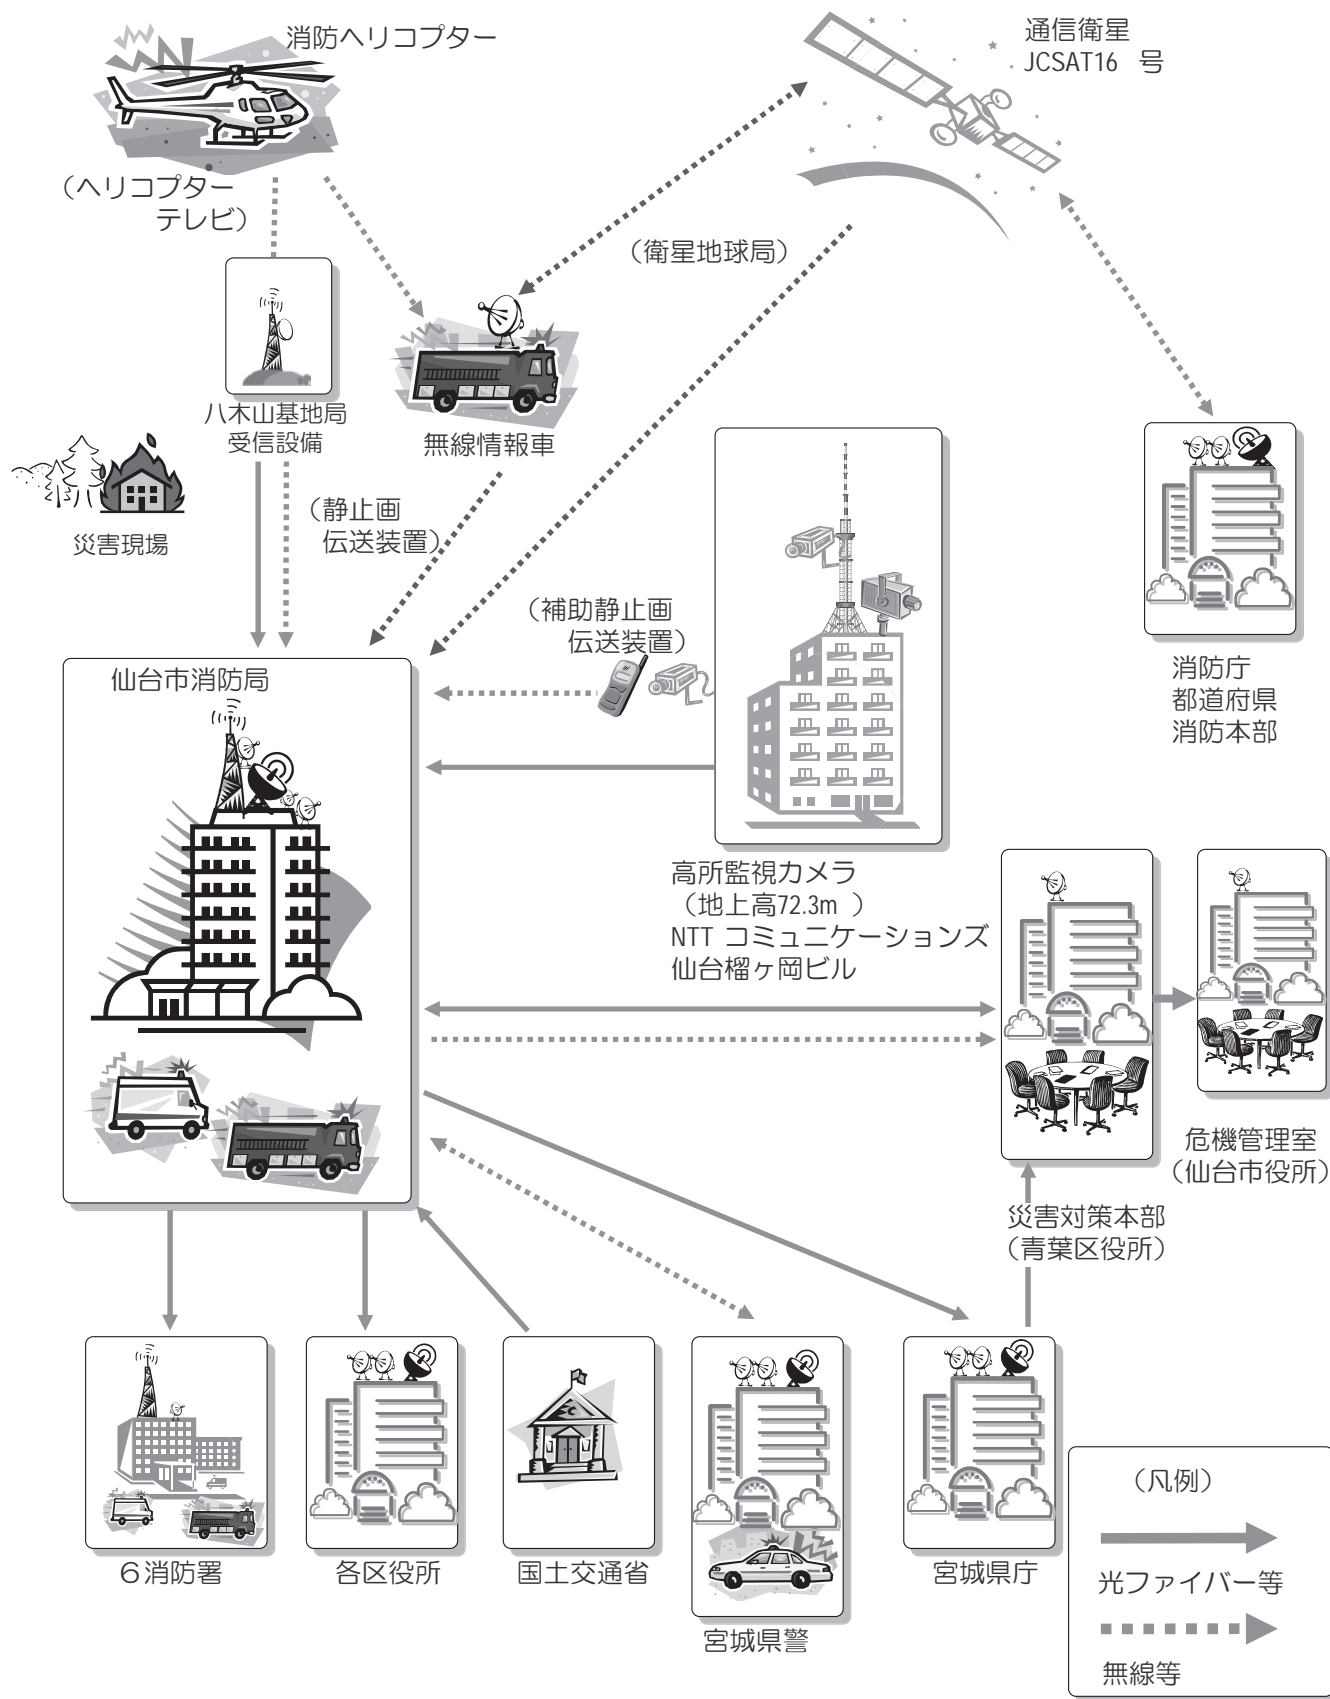 消防ヘリコプター
通信衛星
JCSAT16 号
（ヘリコプター
テレビ）
（衛星地球局）
八木山基地局
受信設備
無線情報車
災害現場
（静止画
伝送装置）
（補助静止画
伝送装置）
消防庁
都道府県
消防本部
仙台市消防局
高所監視カメラ
（地上高72.3m ）
NTT コミュニケーションズ
仙台榴ヶ岡ビル
危機管理室
（仙台市役所）
災害対策本部
（青葉区役所）
６消防署
各区役所
国土交通省
宮城県警
宮城県庁
（凡例）
光ファイバー等
無線等